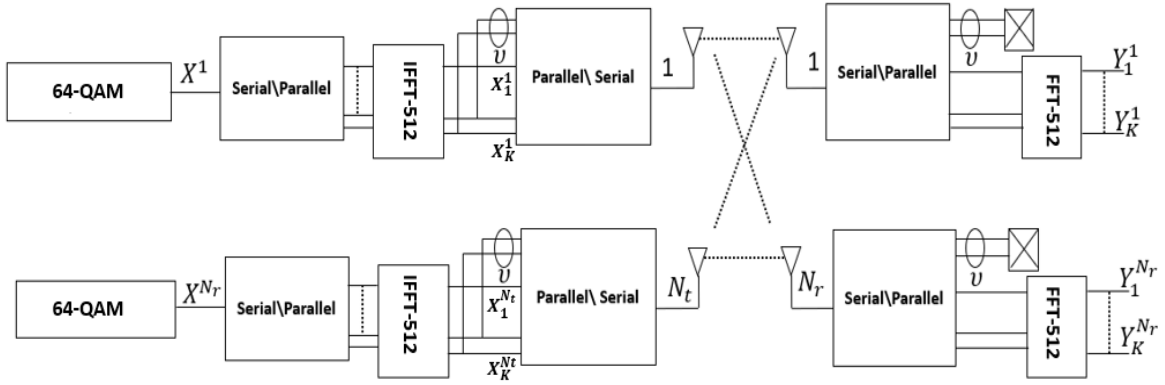 64-QAM
X^1
Serial\Parallel
IFFT-512
υ
X_1^1
X_K^1
Parallel\ Serial
1
1
Serial\Parallel
υ
FFT-512
Y_1^1
Y_K^1
64-QAM
X^{N_r}
Serial\Parallel
IFFT-512
υ
X_1^{N_t}
X_K^{N_t}
Parallel\ Serial
N_t
N_r
Serial\Parallel
υ
FFT-512
Y_1^{N_r}
Y_K^{N_r}